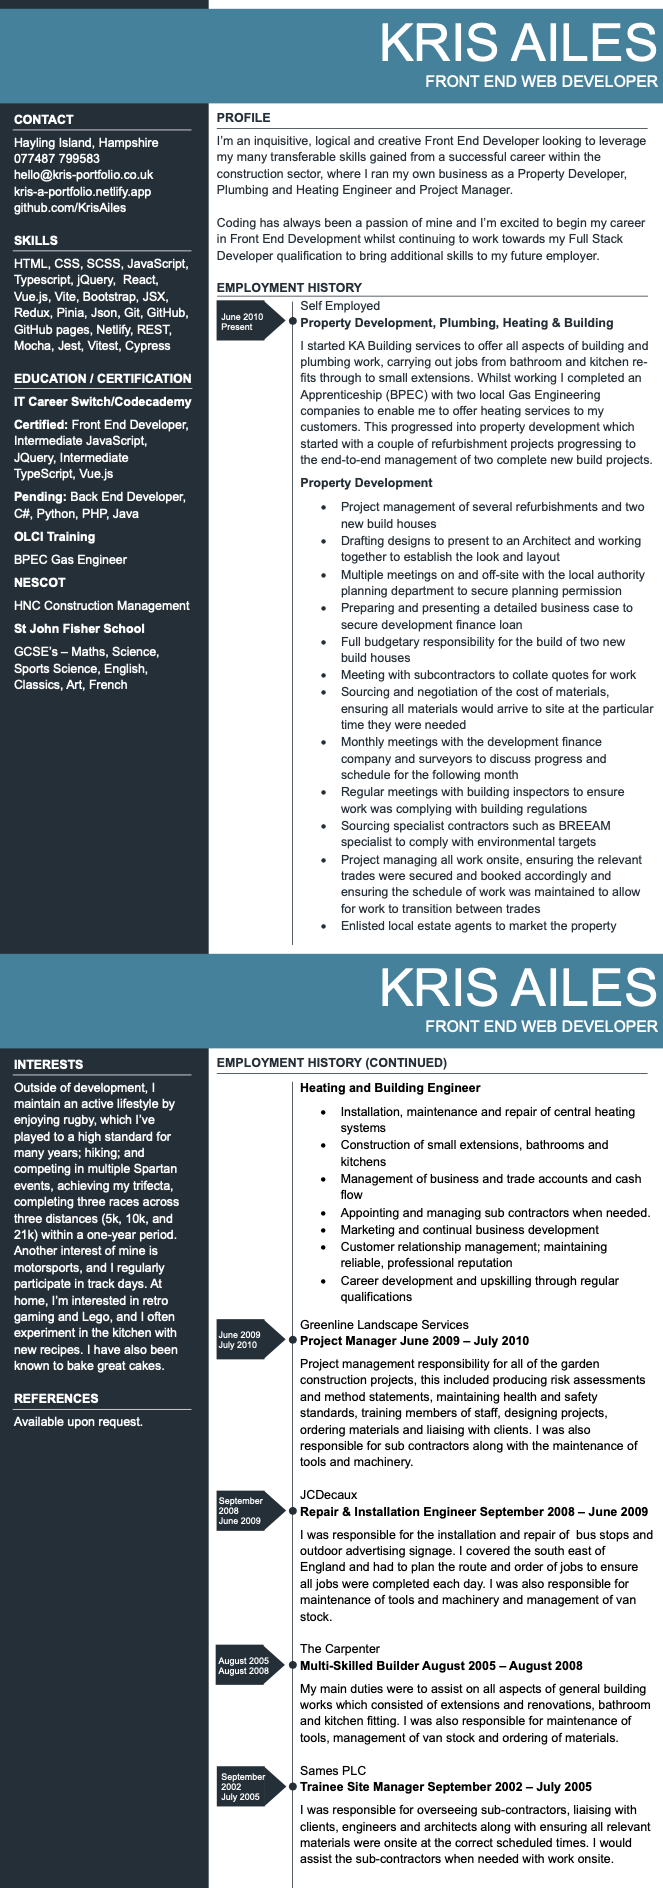 KRIS AILES
FRONT END WEB DEVELOPER
CONTACT
Hayling Island, Hampshire
077487 799583
hello@kris-portfolio.co.uk
kris-a-portfolio.netlify.app
github.com/KrisAiles
SKILLS
HTML, CSS, SCSS, JavaScript,
Typescript, jQuery,  React,
Vue.js, Vite, Bootstrap, JSX,
Redux, Pinia, Json, Git, GitHub,
GitHub pages, Netlify, REST,
Mocha, Jest, Vitest, Cypress
EDUCATION / CERTIFICATION
IT Career Switch/Codecademy
Certified: Front End Developer,
Intermediate JavaScript,
JQuery, Intermediate
TypeScript, Vue.js
Pending: Back End Developer,
C#, Python, PHP, Java
OLCI Training
BPEC Gas Engineer
NESCOT
HNC Construction Management
St John Fisher School
GCSE's – Maths, Science,
Sports Science, English,
Classics, Art, French
PROFILE
I'm an inquisitive, logical and creative Front End Developer looking to leverage
my many transferable skills gained from a successful career within the
construction sector, where I ran my own business as a Property Developer,
Plumbing and Heating Engineer and Project Manager.
Coding has always been a passion of mine and I'm excited to begin my career
in Front End Development whilst continuing to work towards my Full Stack
Developer qualification to bring additional skills to my future employer.
EMPLOYMENT HISTORY
June 2010
Present
Self Employed
Property Development, Plumbing, Heating & Building
I started KA Building services to offer all aspects of building and
plumbing work, carrying out jobs from bathroom and kitchen re-
fits through to small extensions. Whilst working I completed an
Apprenticeship (BPEC) with two local Gas Engineering
companies to enable me to offer heating services to my
customers. This progressed into property development which
started with a couple of refurbishment projects progressing to
the end-to-end management of two complete new build projects.
Property Development
• Project management of several refurbishments and two
new build houses
• Drafting designs to present to an Architect and working
together to establish the look and layout
• Multiple meetings on and off-site with the local authority
planning department to secure planning permission
• Preparing and presenting a detailed business case to
secure development finance loan
• Full budgetary responsibility for the build of two new
build houses
• Meeting with subcontractors to collate quotes for work
• Sourcing and negotiation of the cost of materials,
ensuring all materials would arrive to site at the particular
time they were needed
• Monthly meetings with the development finance
company and surveyors to discuss progress and
schedule for the following month
• Regular meetings with building inspectors to ensure
work was complying with building regulations
• Sourcing specialist contractors such as BREEAM
specialist to comply with environmental targets
• Project managing all work onsite, ensuring the relevant
trades were secured and booked accordingly and
ensuring the schedule of work was maintained to allow
for work to transition between trades
• Enlisted local estate agents to market the property
KRIS AILES
FRONT END WEB DEVELOPER
INTERESTS
Outside of development, I
maintain an active lifestyle by
enjoying rugby, which I've
played to a high standard for
many years; hiking; and
competing in multiple Spartan
events, achieving my trifecta,
completing three races across
three distances (5k, 10k, and
21k) within a one-year period.
Another interest of mine is
motorsports, and I regularly
participate in track days. At
home, I'm interested in retro
gaming and Lego, and I often
experiment in the kitchen with
new recipes. I have also been
known to bake great cakes.
REFERENCES
Available upon request.
EMPLOYMENT HISTORY (CONTINUED)
Heating and Building Engineer
• Installation, maintenance and repair of central heating
systems
• Construction of small extensions, bathrooms and
kitchens
• Management of business and trade accounts and cash
flow
• Appointing and managing sub contractors when needed.
• Marketing and continual business development
• Customer relationship management; maintaining
reliable, professional reputation
• Career development and upskilling through regular
qualifications
June 2009
July 2010
Greenline Landscape Services
Project Manager June 2009 – July 2010
Project management responsibility for all of the garden
construction projects, this included producing risk assessments
and method statements, maintaining health and safety
standards, training members of staff, designing projects,
ordering materials and liaising with clients. I was also
responsible for sub contractors along with the maintenance of
tools and machinery.
September
2008
June 2009
JCDecaux
Repair & Installation Engineer September 2008 – June 2009
I was responsible for the installation and repair of  bus stops and
outdoor advertising signage. I covered the south east of
England and had to plan the route and order of jobs to ensure
all jobs were completed each day. I was also responsible for
maintenance of tools and machinery and management of van
stock.
August 2005
August 2008
The Carpenter
Multi-Skilled Builder August 2005 – August 2008
My main duties were to assist on all aspects of general building
works which consisted of extensions and renovations, bathroom
and kitchen fitting. I was also responsible for maintenance of
tools, management of van stock and ordering of materials.
September
2002
July 2005
Sames PLC
Trainee Site Manager September 2002 – July 2005
I was responsible for overseeing sub-contractors, liaising with
clients, engineers and architects along with ensuring all relevant
materials were onsite at the correct scheduled times. I would
assist the sub-contractors when needed with work onsite.